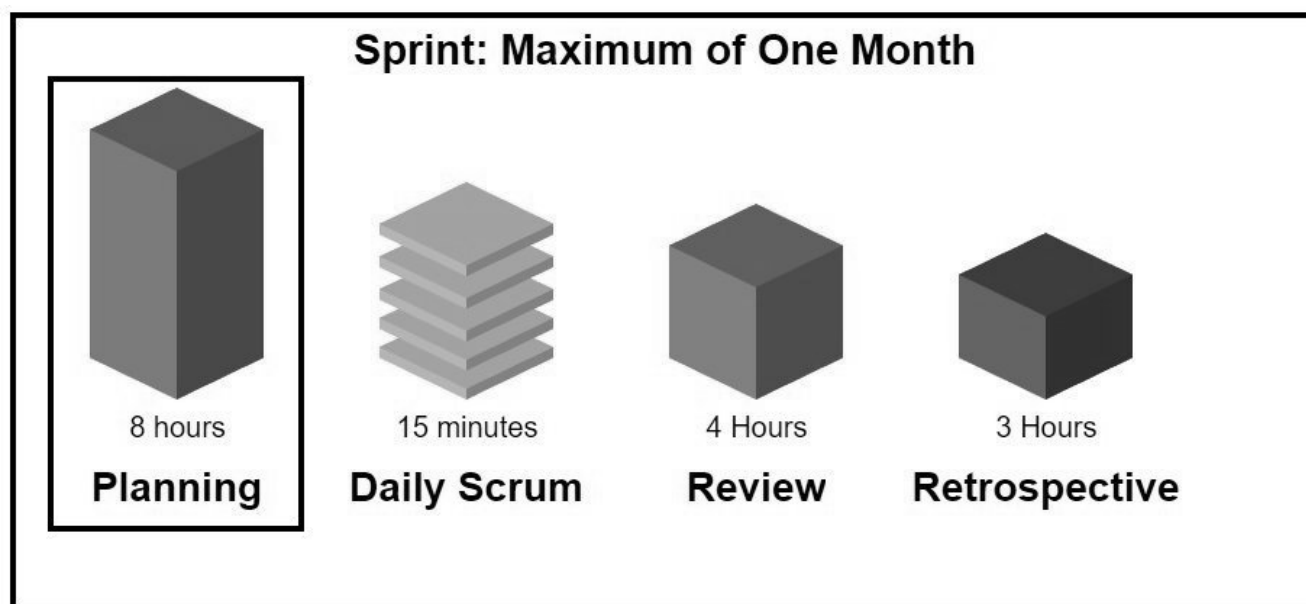 Sprint: Maximum of One Month
8 hours
Planning
15 minutes
Daily Scrum
4 Hours
Review
3 Hours
Retrospective